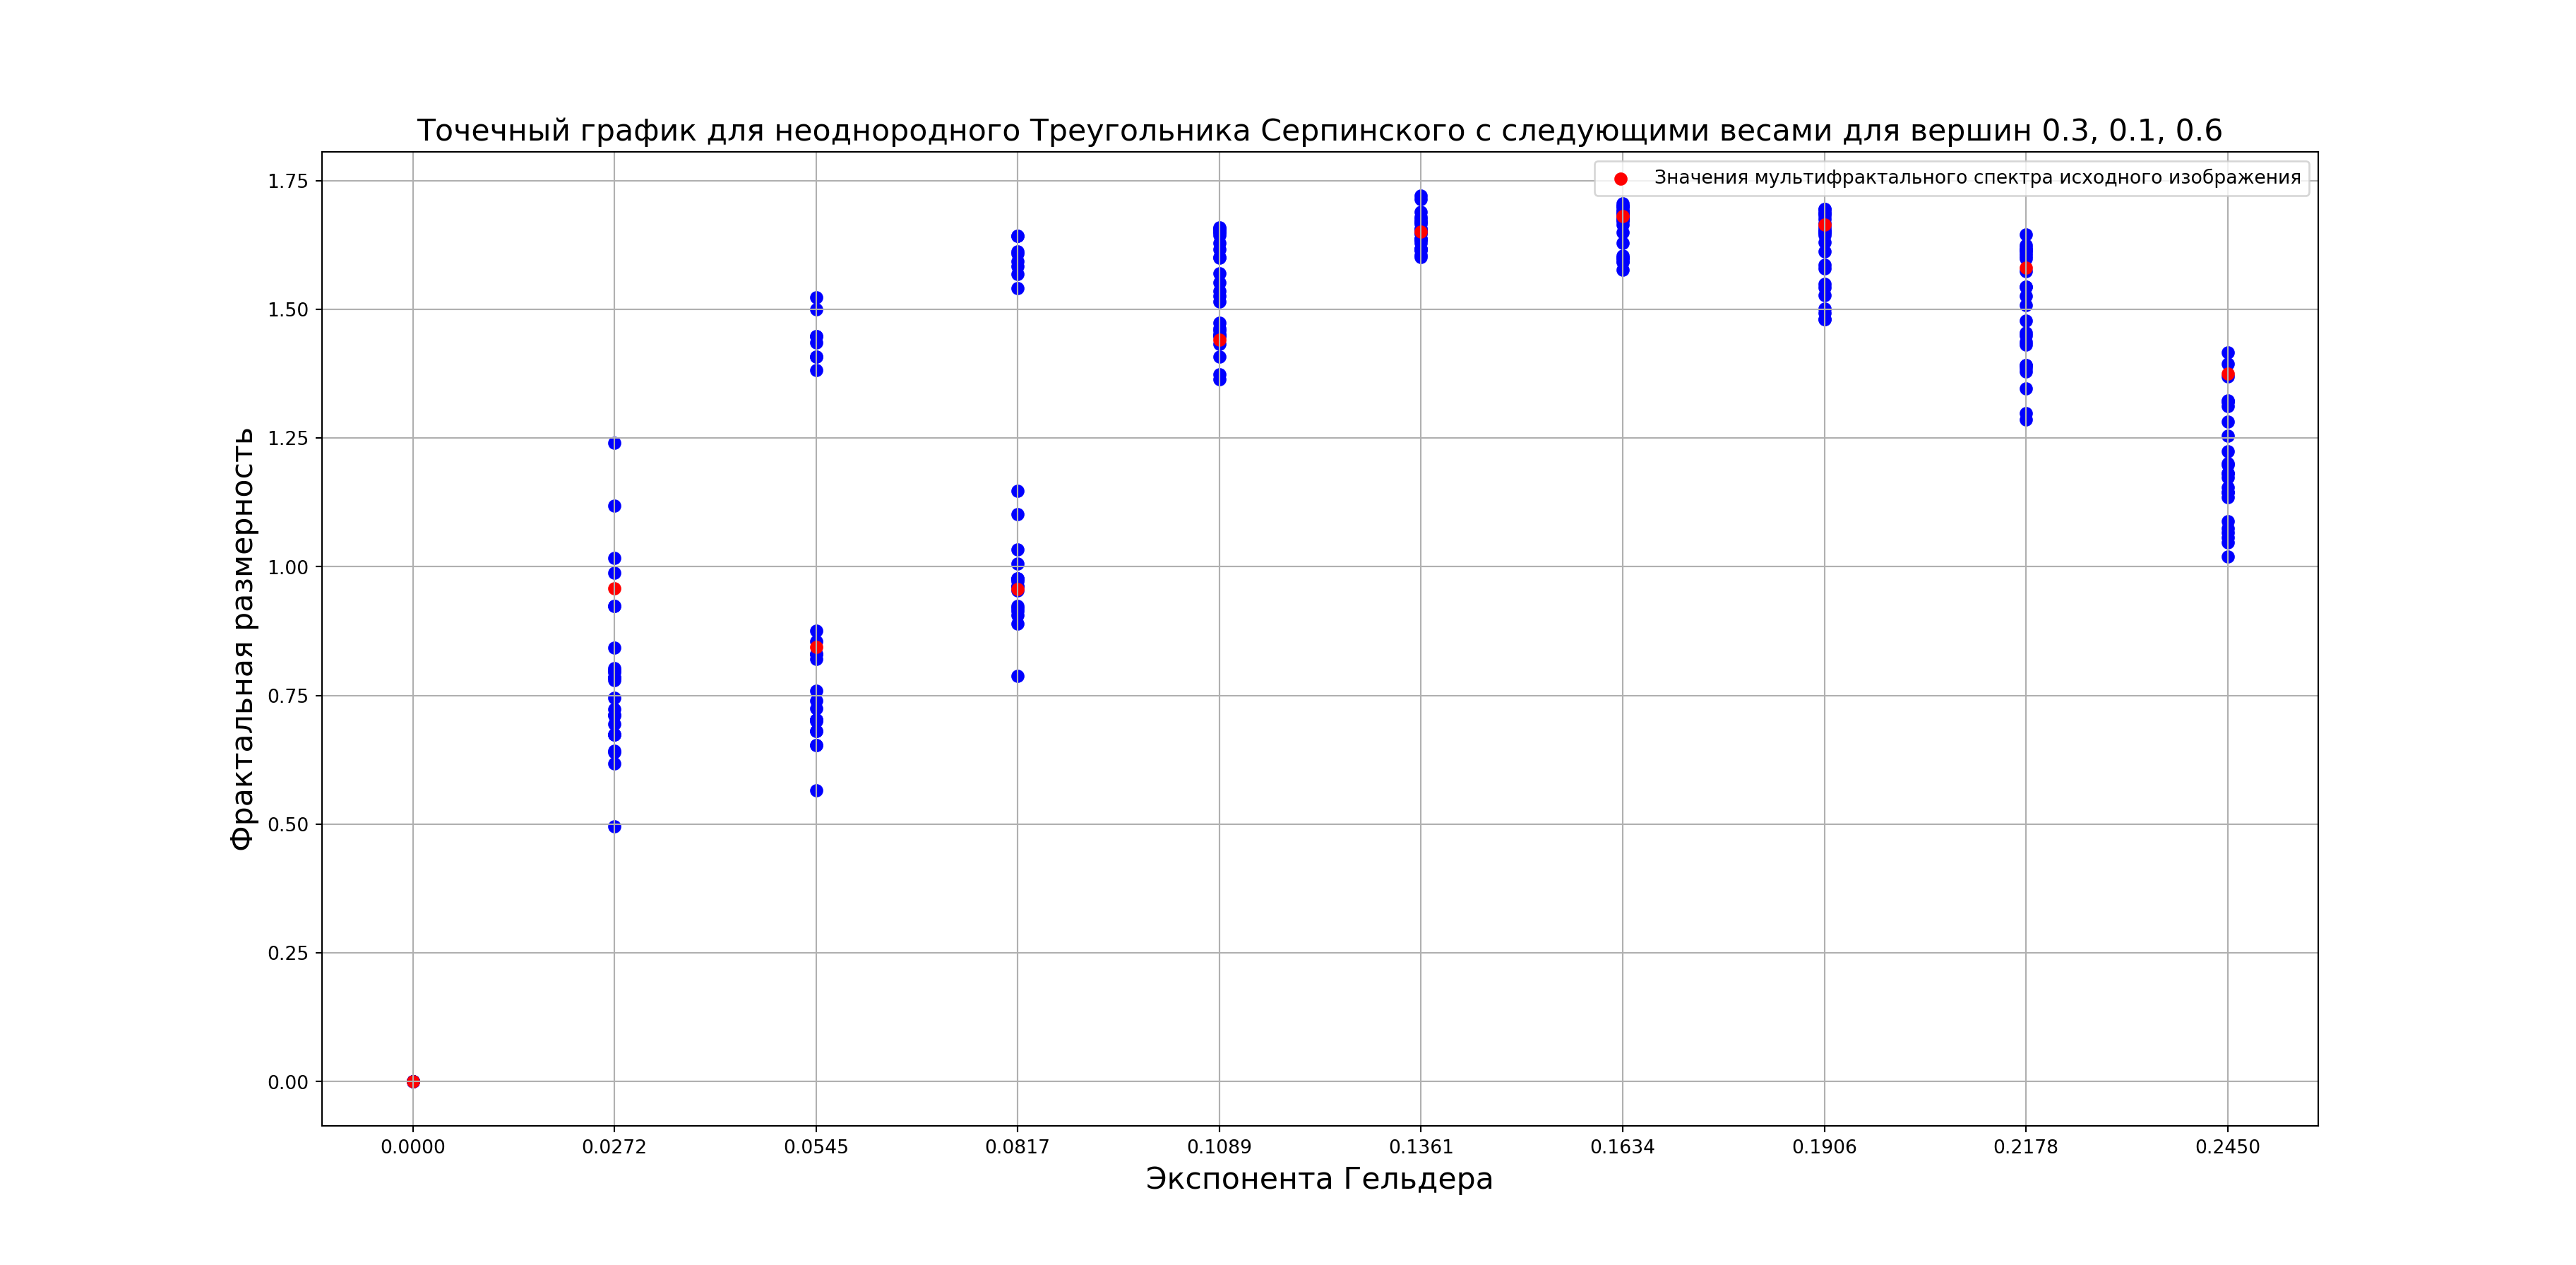 Точечный график для неоднородного Треугольника Серпинского с следующими весами для вершин 0.3, 0.1, 0.6
Значения мультифрактального спектра исходного изображения
Фрактальная размерность
1.75
1.50
1.25
1.00
0.75
0.50
0.25
0.00
0.0000 0.0272 0.0545 0.0817 0.1089 0.1361 0.1634 0.1906 0.2178 0.2450
Экспонента Гельдера